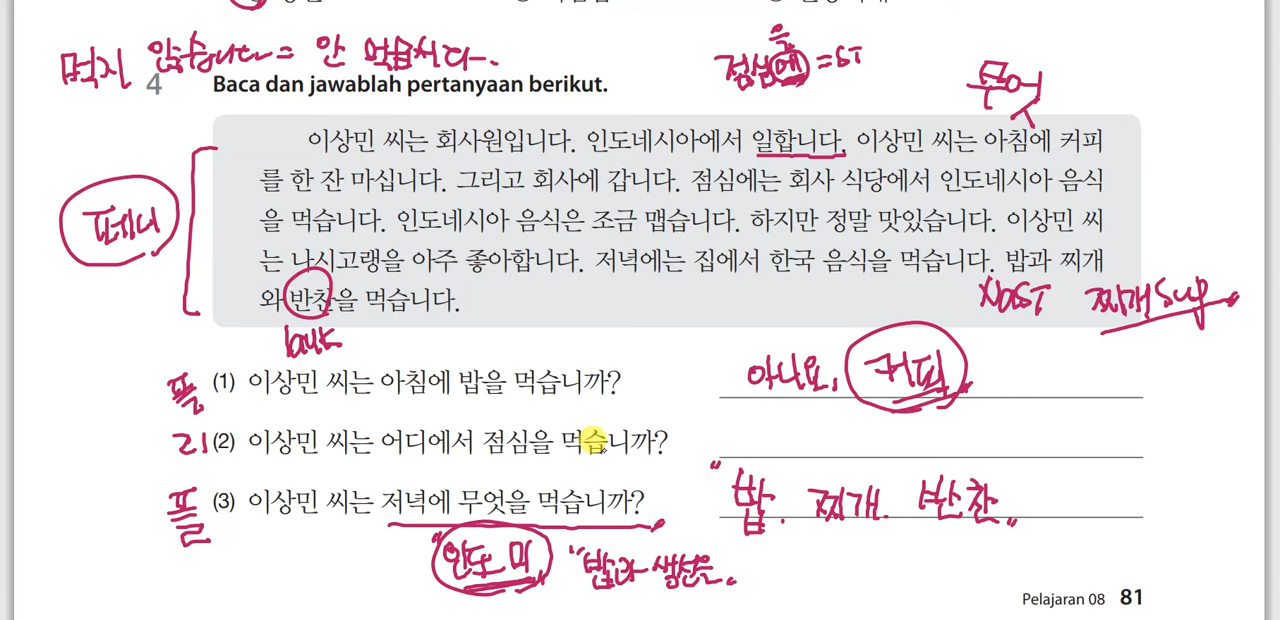 먹지 않습니다 = 안 먹습니다.
을
점심에 = ST
4 Baca dan jawablah pertanyaan berikut.
이상민 씨는 회사원입니다. 인도네시아에서 일합니다. 이상민 씨는 아침에 커피
를 한 잔 마십니다. 그리고 회사에 갑니다. 점심에는 회사 식당에서 인도네시아 음식
을 먹습니다. 인도네시아 음식은 조금 맵습니다. 하지만 정말 맛있습니다. 이상민 씨
는 나시고랭을 아주 좋아합니다. 저녁에는 집에서 한국 음식을 먹습니다. 밥과 찌개
와 반찬을 먹습니다.
페니
찌개 sup
lauk
(1) 이상민 씨는 아침에 밥을 먹습니까?
아니요, 커피
리 (2) 이상민 씨는 어디에서 점심을 먹습니까?
(3) 이상민 씨는 저녁에 무엇을 먹습니까?
"밥. 찌개. 반찬"
"인도미 "밥과 생선을"
Pelajaran 08 81